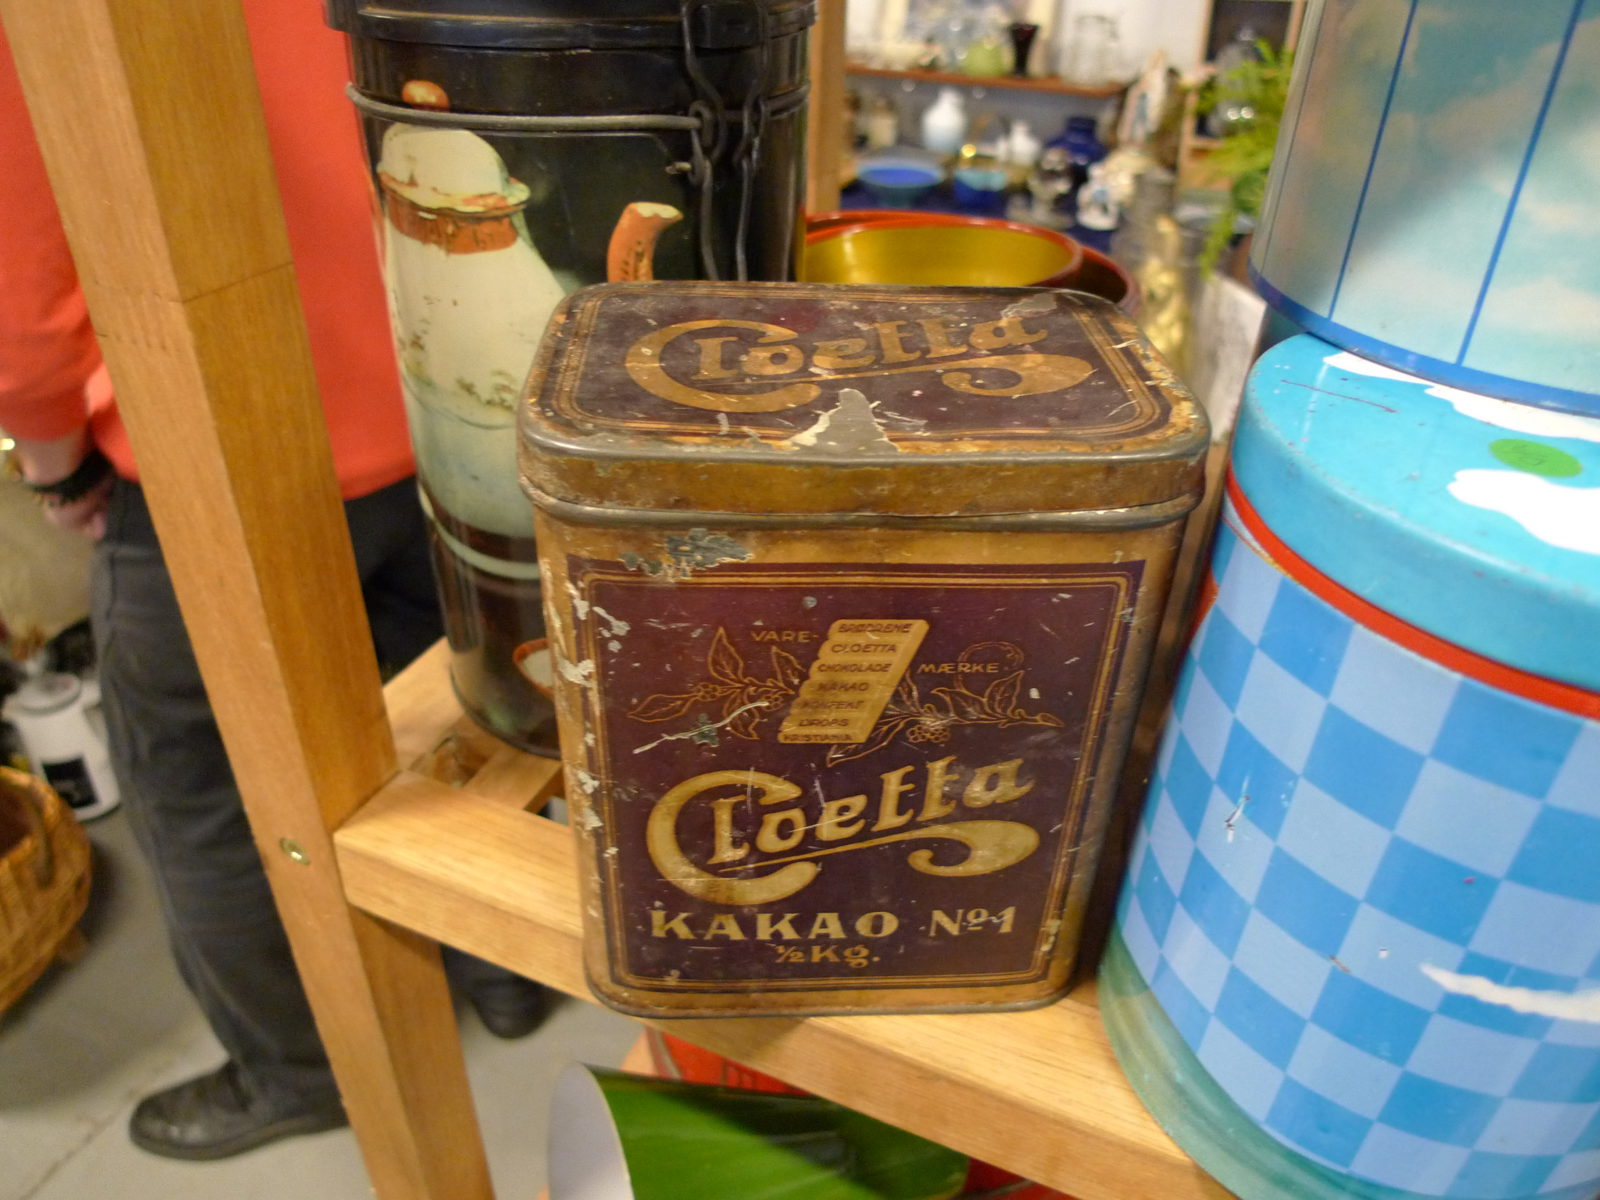 Cloetta
VARE-
MÆRKE
BRØDRENE
CLOETTA
CHOKOLADE
KAKAO
KONFEKT
DROPS
KRISTIANIA
Cloetta
KAKAO Nº1
½ Kg.